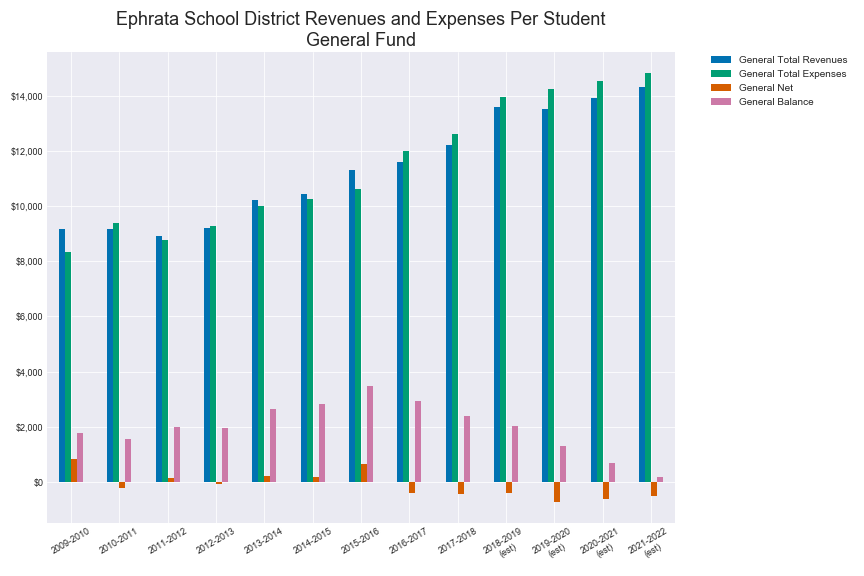 Ephrata School District Revenues and Expenses Per Student
General Fund
General Total Revenues
General Total Expenses
General Net
General Balance
$14,000
$12,000
$10,000
$8,000
$6,000
$4,000
$2,000
$0
2009-2010
2010-2011
2011-2012
2012-2013
2013-2014
2014-2015
2015-2016
2016-2017
2017-2018
2018-2019
(est)
2019-2020
(est)
2020-2021
(est)
2021-2022
(est)